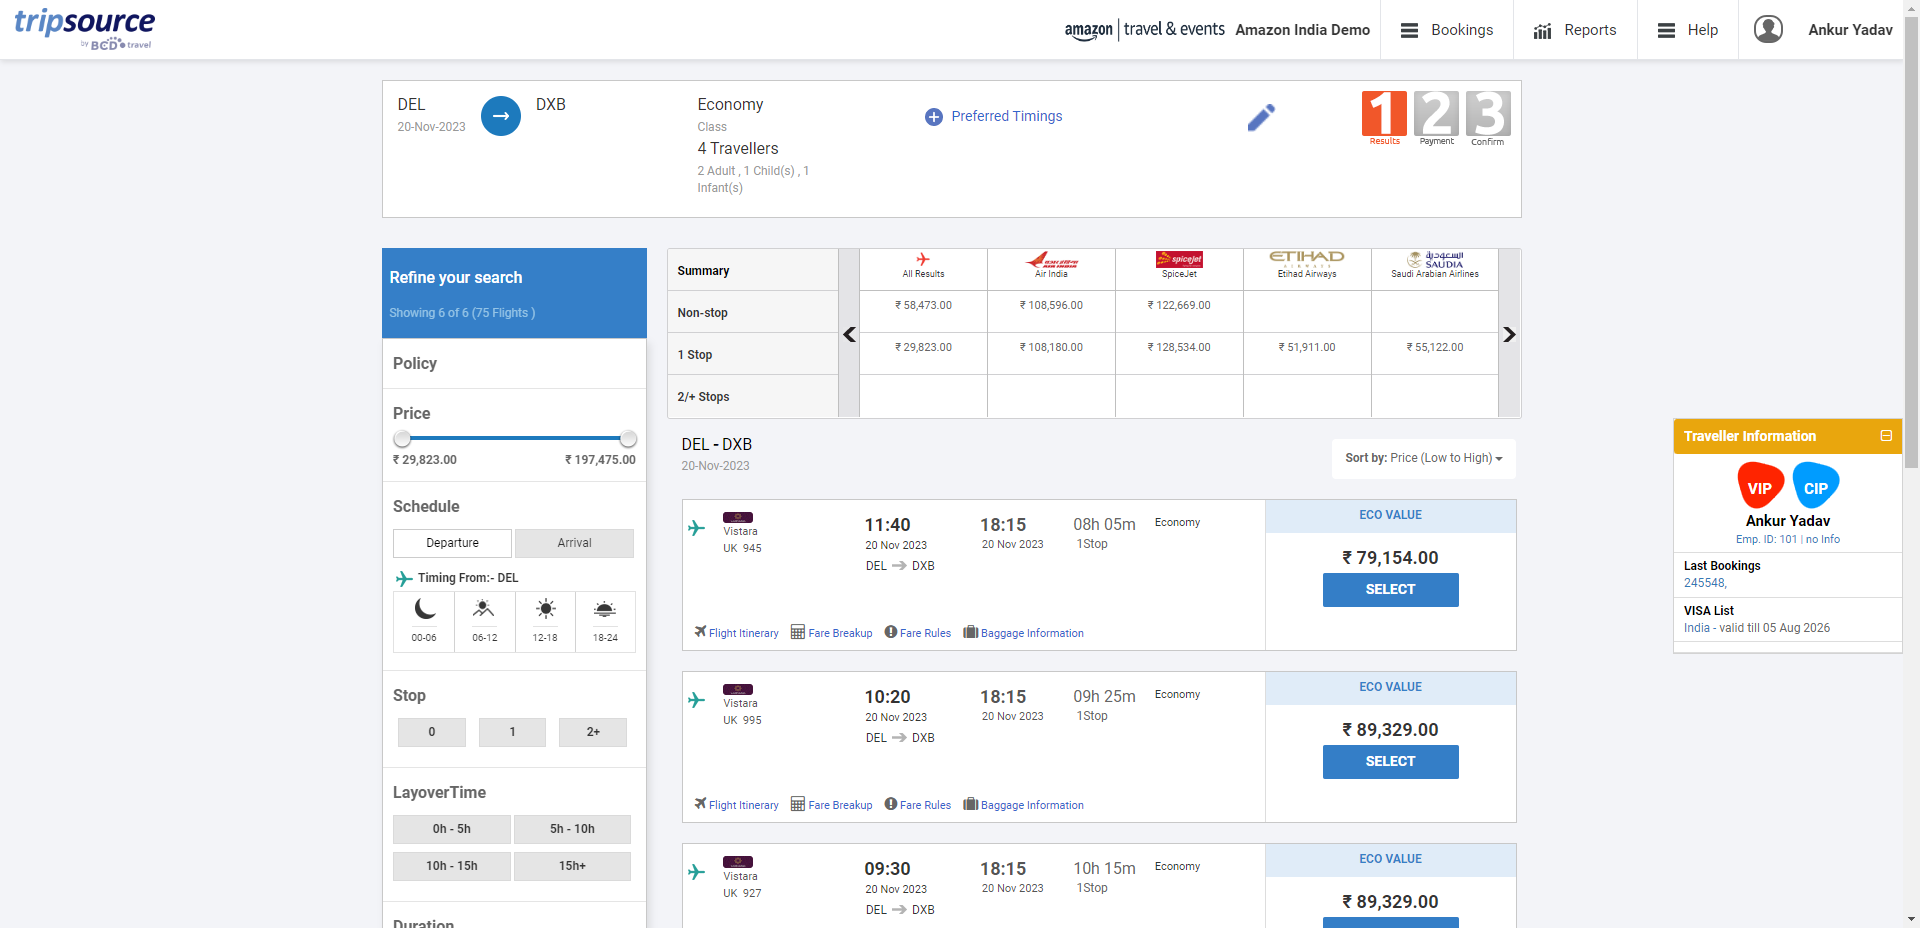 tripsource
by BCD travel
amazon | travel & events
Amazon India Demo
Bookings
Reports
Help
Ankur Yadav
DEL
20-Nov-2023
DXB
Economy
Class
4 Travellers
2 Adult , 1 Child(s) , 1
Infant(s)
Preferred Timings
1 2 3
Results Payment Confirm
Refine your search
Showing 6 of 6 (75 Flights )
Policy
Price
₹ 29,823.00 ₹ 197,475.00
Schedule
Departure Arrival
Timing From:- DEL
00-06 06-12 12-18 18-24
Stop
0 1 2+
LayoverTime
0h - 5h 5h - 10h
10h - 15h 15h+
Duration
Summary
All Results
Air India
spicejet
SpiceJet
ETIHAD
AIRWAYS
Etihad Airways
السعودية
SAUDIA
Saudi Arabian Airlines
Non-stop ₹ 58,473.00 ₹ 108,596.00 ₹ 122,669.00
1 Stop ₹ 29,823.00 ₹ 108,180.00 ₹ 128,534.00 ₹ 51,911.00 ₹ 55,122.00
2/+ Stops
DEL - DXB
20-Nov-2023
Sort by: Price (Low to High)
Vistara
UK 945
11:40
20 Nov 2023
DEL DXB
18:15
20 Nov 2023
08h 05m
1Stop
Economy
ECO VALUE
₹ 79,154.00
SELECT
Flight Itinerary Fare Breakup Fare Rules Baggage Information
Vistara
UK 995
10:20
20 Nov 2023
DEL DXB
18:15
20 Nov 2023
09h 25m
1Stop
Economy
ECO VALUE
₹ 89,329.00
SELECT
Flight Itinerary Fare Breakup Fare Rules Baggage Information
Vistara
UK 927
09:30
20 Nov 2023
DEL DXB
18:15
20 Nov 2023
10h 15m
1Stop
Economy
ECO VALUE
₹ 89,329.00
Traveller Information
VIP CIP
Ankur Yadav
Emp. ID: 101 | no Info
Last Bookings
245548,
VISA List
India - valid till 05 Aug 2026